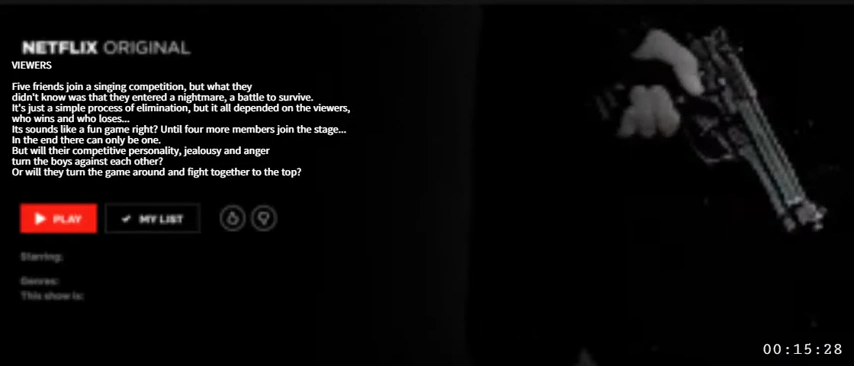 NETFLIX ORIGINAL
VIEWERS
Five friends join a singing competition, but what they
didn't know was that they entered a nightmare, a battle to survive.
It's just a simple process of elimination, but it all depended on the viewers,
who wins and who loses...
Its sounds like a fun game right? Until four more members join the stage...
In the end there can only be one.
But will their competitive personality, jealousy and anger
turn the boys against each other?
Or will they turn the game around and fight together to the top?
PLAY
MY LIST
Starring:
Genres:
This show is:
00:15:28